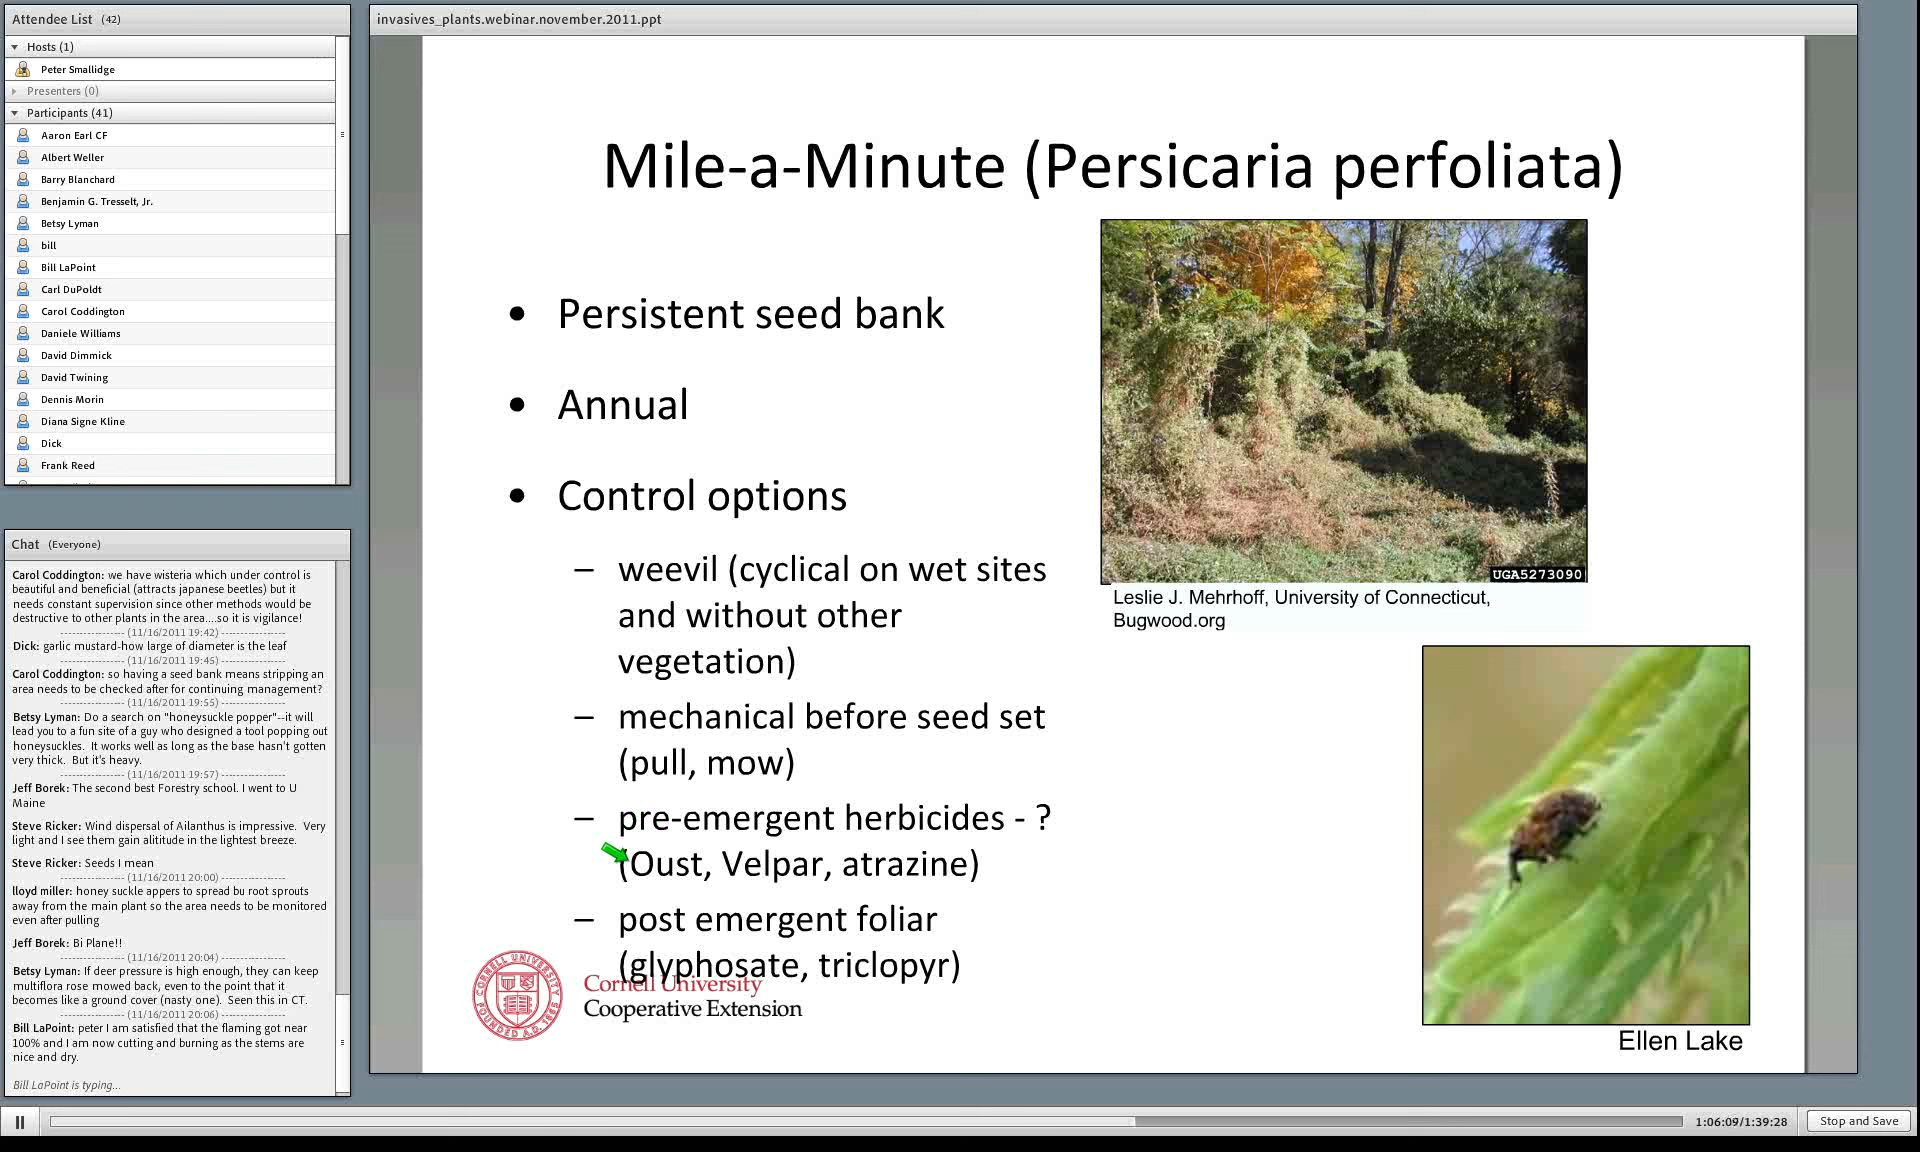 Attendee List (42)
Hosts (1)
Peter Smallidge
Presenters (0)
Participants (41)
Aaron Earl CF
Albert Weller
Barry Blanchard
Benjamin G. Tresselt, Jr.
Betsy Lyman
bill
Bill LaPoint
Carl DuPoldt
Carol Coddington
Daniele Williams
David Dimmick
David Twining
Dennis Morin
Diana Signe Kline
Dick
Frank Reed
Chat (Everyone)
Carol Coddington: we have wisteria which under control is
beautiful and beneficial (attracts japanese beetles) but it
needs constant supervision since other methods would be
destructive to other plants in the area....so it is vigilance!
------------------ (11/16/2011 19:42) ------------------
Dick: garlic mustard-how large of diameter is the leaf
------------------ (11/16/2011 19:45) ------------------
Carol Coddington: so having a seed bank means stripping an
area needs to be checked after for continuing management?
------------------ (11/16/2011 19:55) ------------------
Betsy Lyman: Do a search on "honeysuckle popper"--it will
lead you to a fun site of a guy who designed a tool popping out
honeysuckles. It works well as long as the base hasn't gotten
very thick. But it's heavy.
------------------ (11/16/2011 19:57) ------------------
Jeff Borek: The second best Forestry school. I went to U
Maine
Steve Ricker: Wind dispersal of Ailanthus is impressive. Very
light and I see them gain alititude in the lightest breeze.
Steve Ricker: Seeds I mean
------------------ (11/16/2011 20:00) ------------------
lloyd miller: honey suckle appers to spread bu root sprouts
away from the main plant so the area needs to be monitored
even after pulling
Jeff Borek: Bi Plane!!
------------------ (11/16/2011 20:04) ------------------
Betsy Lyman: If deer pressure is high enough, they can keep
multiflora rose mowed back, even to the point that it
becomes like a ground cover (nasty one). Seen this in CT.
------------------ (11/16/2011 20:06) ------------------
Bill LaPoint: peter I am satisfied that the flaming got near
100% and I am now cutting and burning as the stems are
nice and dry.
Bill LaPoint is typing...
invasives_plants.webinar.november.2011.ppt
Mile-a-Minute (Persicaria perfoliata)
• Persistent seed bank
• Annual
• Control options
– weevil (cyclical on wet sites
and without other
vegetation)
– mechanical before seed set
(pull, mow)
– pre-emergent herbicides - ?
(Oust, Velpar, atrazine)
– post emergent foliar
(glyphosate, triclopyr)
UGA5273090
Leslie J. Mehrhoff, University of Connecticut,
Bugwood.org
Ellen Lake
CORNELL UNIVERSITY
FOUNDED A.D. 1865
Cornell University
Cooperative Extension
1:06:09/1:39:28
Stop and Save